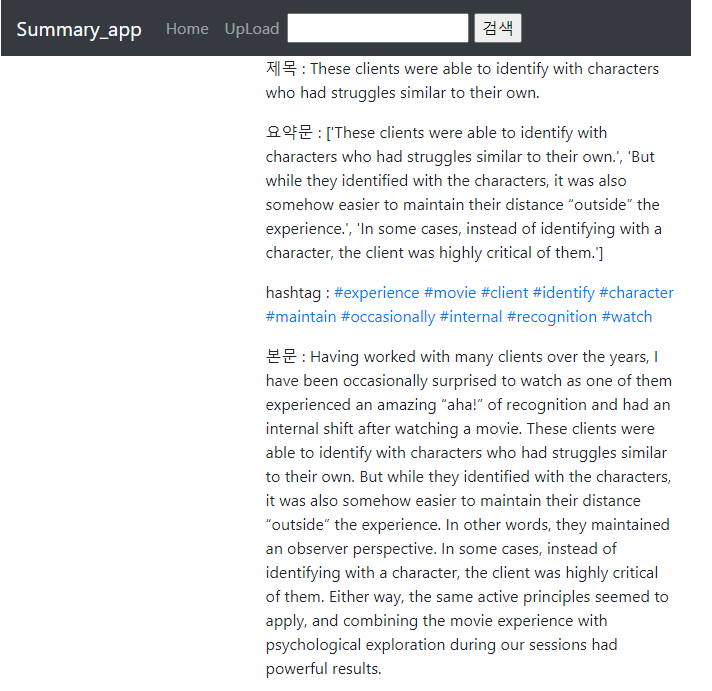 Summary_app Home UpLoad 검색
제목 : These clients were able to identify with characters
who had struggles similar to their own.
요약문 : ['These clients were able to identify with
characters who had struggles similar to their own.', 'But
while they identified with the characters, it was also
somehow easier to maintain their distance “outside” the
experience.', 'In some cases, instead of identifying with a
character, the client was highly critical of them.']
hashtag : #experience #movie #client #identify #character
#maintain #occasionally #internal #recognition #watch
본문 : Having worked with many clients over the years, I
have been occasionally surprised to watch as one of them
experienced an amazing “aha!” of recognition and had an
internal shift after watching a movie. These clients were
able to identify with characters who had struggles similar
to their own. But while they identified with the characters,
it was also somehow easier to maintain their distance
“outside” the experience. In other words, they maintained
an observer perspective. In some cases, instead of
identifying with a character, the client was highly critical
of them. Either way, the same active principles seemed to
apply, and combining the movie experience with
psychological exploration during our sessions had
powerful results.